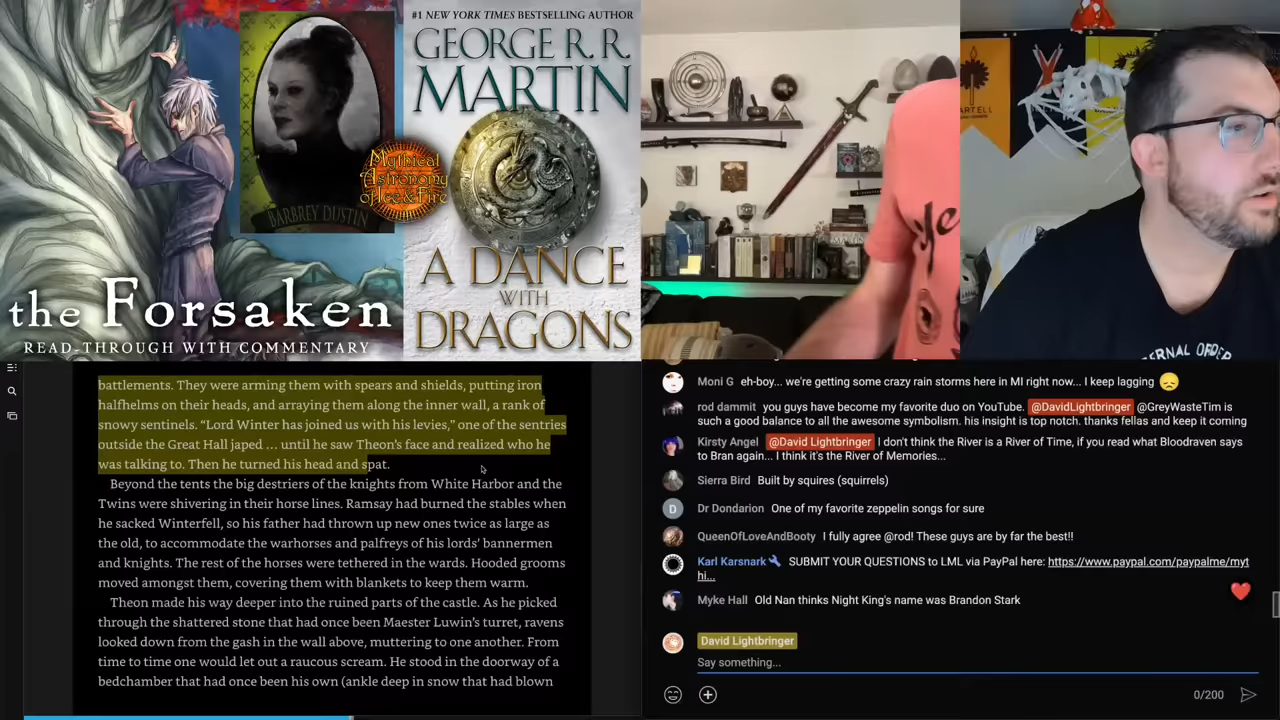 the Forsaken
READ-THROUGH WITH COMMENTARY
BARBREY DUSTIN
Mythical
Astronomy
of Ice & Fire
#1 NEW YORK TIMES BESTSELLING AUTHOR
GEORGE R. R.
MARTIN
A DANCE
WITH
DRAGONS
ERNAL ORDE
battlements. They were arming them with spears and shields, putting iron
halfhelms on their heads, and arraying them along the inner wall, a rank of
snowy sentinels. “Lord Winter has joined us with his levies,” one of the sentries
outside the Great Hall japed … until he saw Theon’s face and realized who he
was talking to. Then he turned his head and spat.
Beyond the tents the big destriers of the knights from White Harbor and the
Twins were shivering in their horse lines. Ramsay had burned the stables when
he sacked Winterfell, so his father had thrown up new ones twice as large as
the old, to accommodate the warhorses and palfreys of his lords’ bannermen
and knights. The rest of the horses were tethered in the wards. Hooded grooms
moved amongst them, covering them with blankets to keep them warm.
Theon made his way deeper into the ruined parts of the castle. As he picked
through the shattered stone that had once been Maester Luwin’s turret, ravens
looked down from the gash in the wall above, muttering to one another. From
time to time one would let out a raucous scream. He stood in the doorway of a
bedchamber that had once been his own (ankle deep in snow that had blown
Moni G eh-boy... we're getting some crazy rain storms here in MI right now... I keep lagging 😞
rod dammit you guys have become my favorite duo on YouTube. @DavidLightbringer @GreyWasteTim is
such a good balance to all the awesome symbolism. his insight is top notch. thanks fellas and keep it coming
Kirsty Angel @David Lightbringer I don't think the River is a River of Time, if you read what Bloodraven says
to Bran again... I think it's the River of Memories...
Sierra Bird Built by squires (squirrels)
D Dr Dondarion One of my favorite zeppelin songs for sure
QueenOfLoveAndBooty I fully agree @rod! These guys are by far the best!!
Karl Karsnark SUBMIT YOUR QUESTIONS to LML via PayPal here: https://www.paypal.com/paypalme/myt
hi...
Myke Hall Old Nan thinks Night King's name was Brandon Stark
David Lightbringer
Say something...
0/200